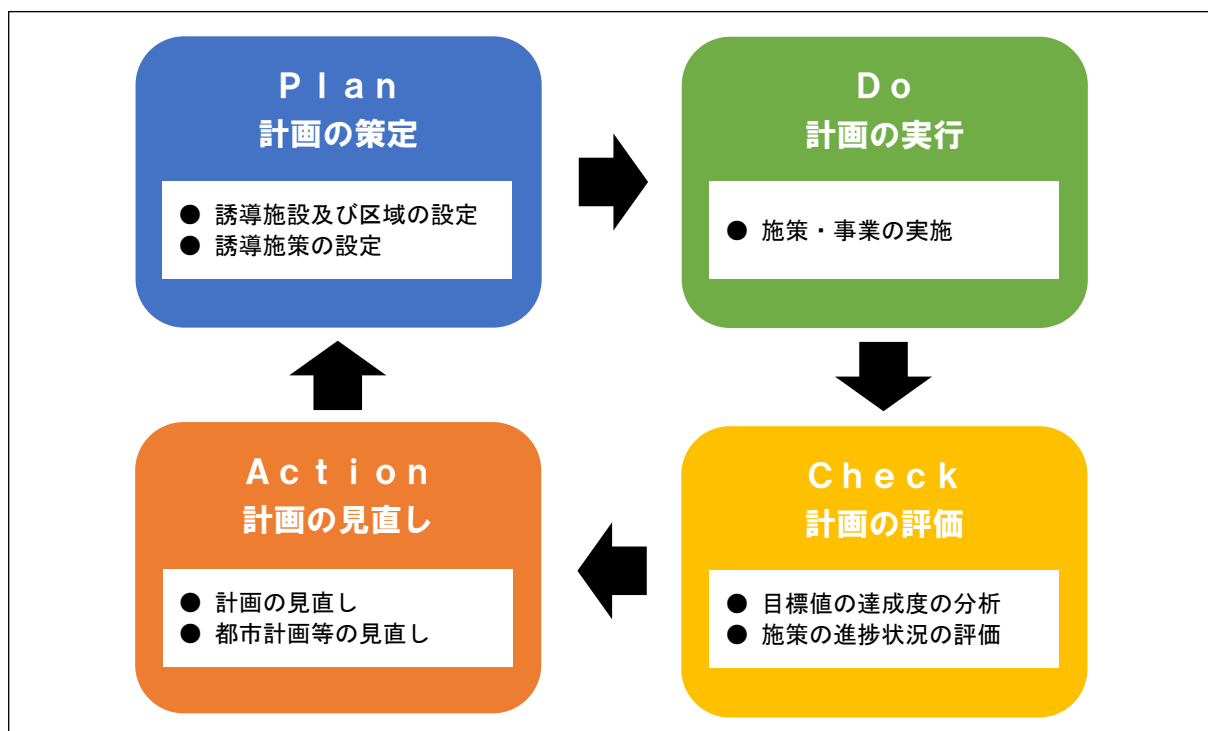 Ｐｌａｎ
計画の策定
● 誘導施設及び区域の設定
● 誘導施策の設定
Ｄｏ
計画の実行
● 施策・事業の実施
Ｃｈｅｃｋ
計画の評価
● 目標値の達成度の分析
● 施策の進捗状況の評価
Ａｃｔｉｏｎ
計画の見直し
● 計画の見直し
● 都市計画等の見直し